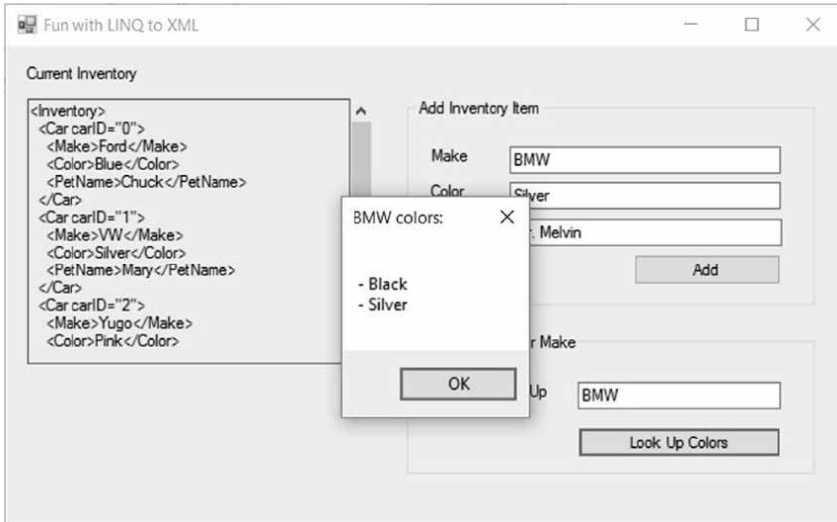 Fun with LINQ to XML
Current Inventory
<Inventory>
<Car carID="0">
<Make>Ford</Make>
<Color>Blue</Color>
<PetName>Chuck</PetName>
</Car>
<Car carID="1">
<Make>VW</Make>
<Color>Silver</Color>
<PetName>Mary</PetName>
</Car>
<Car carID="2">
<Make>Yugo</Make>
<Color>Pink</Color>
Add Inventory Item
Make BMW
Color Silver
. Melvin
Add
BMW colors:
- Black
- Silver
OK
Make
Up BMW
Look Up Colors